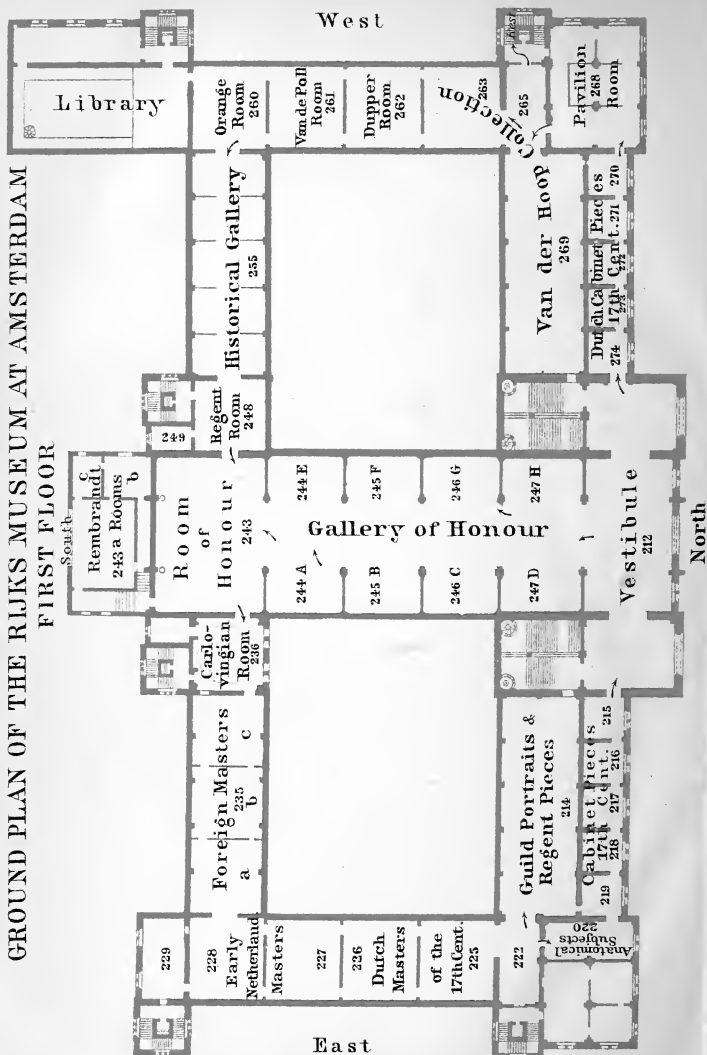 GROUND PLAN OF THE RIJKS MUSEUM AT AMSTERDAM
FIRST FLOOR
West
Library
Orange
Room
260
Van de Poll
Room
261
Dupper
Room
262
263
Collection
265
Rest
Pavilion
268
Room
Historical Gallery
255
Van der Hoop
269
Dutch Cabinet Pieces
17th Cent.
270
271
272
273
274
249
Regent
Room
248
South
Rembrandt
243a Rooms
c
b
Room
of
Honour
243
244 E
245 F
246 G
247 H
Gallery of Honour
244 A
245 B
246 C
247 D
Vestibule
212
North
Carlo-
vingian
Room
236
Foreign Masters
235
a
b
c
Guild Portraits &
Regent Pieces
214
Cabinet Pieces
17th Cent.
215
216
217
218
219
229
228
Early
Netherland.
Masters
227
226
Dutch
Masters
of the
17th Cent.
225
222
Anatomical
Subjects
220
East